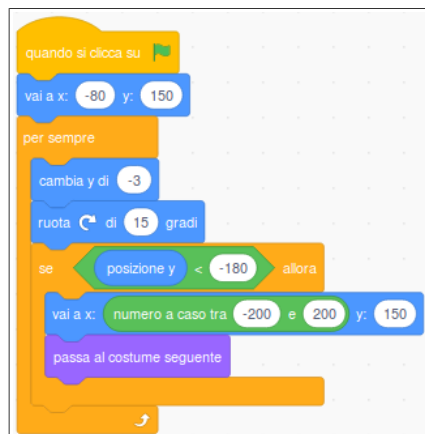 quando si clicca su
vai a x: -80 y: 150
per sempre
cambia y di -3
ruota di 15 gradi
se posizione y < -180 allora
vai a x: numero a caso tra -200 e 200 y: 150
passa al costume seguente